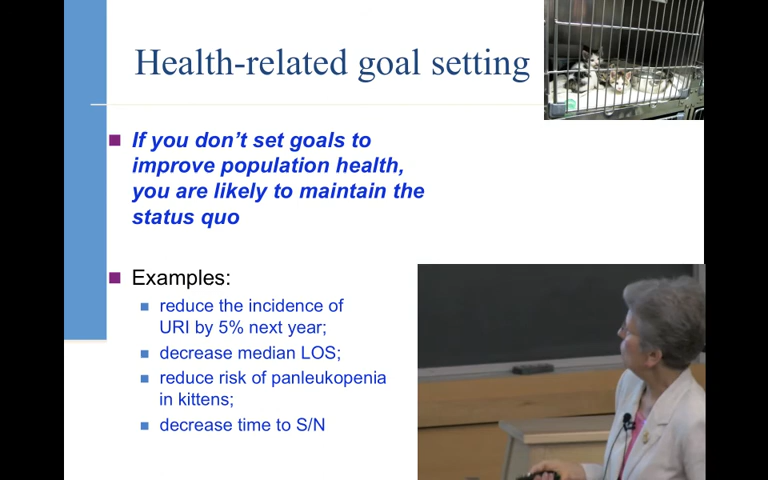 Health-related goal setting
If you don't set goals to
improve population health,
you are likely to maintain the
status quo
Examples:
reduce the incidence of
URI by 5% next year;
decrease median LOS;
reduce risk of panleukopenia
in kittens;
decrease time to S/N